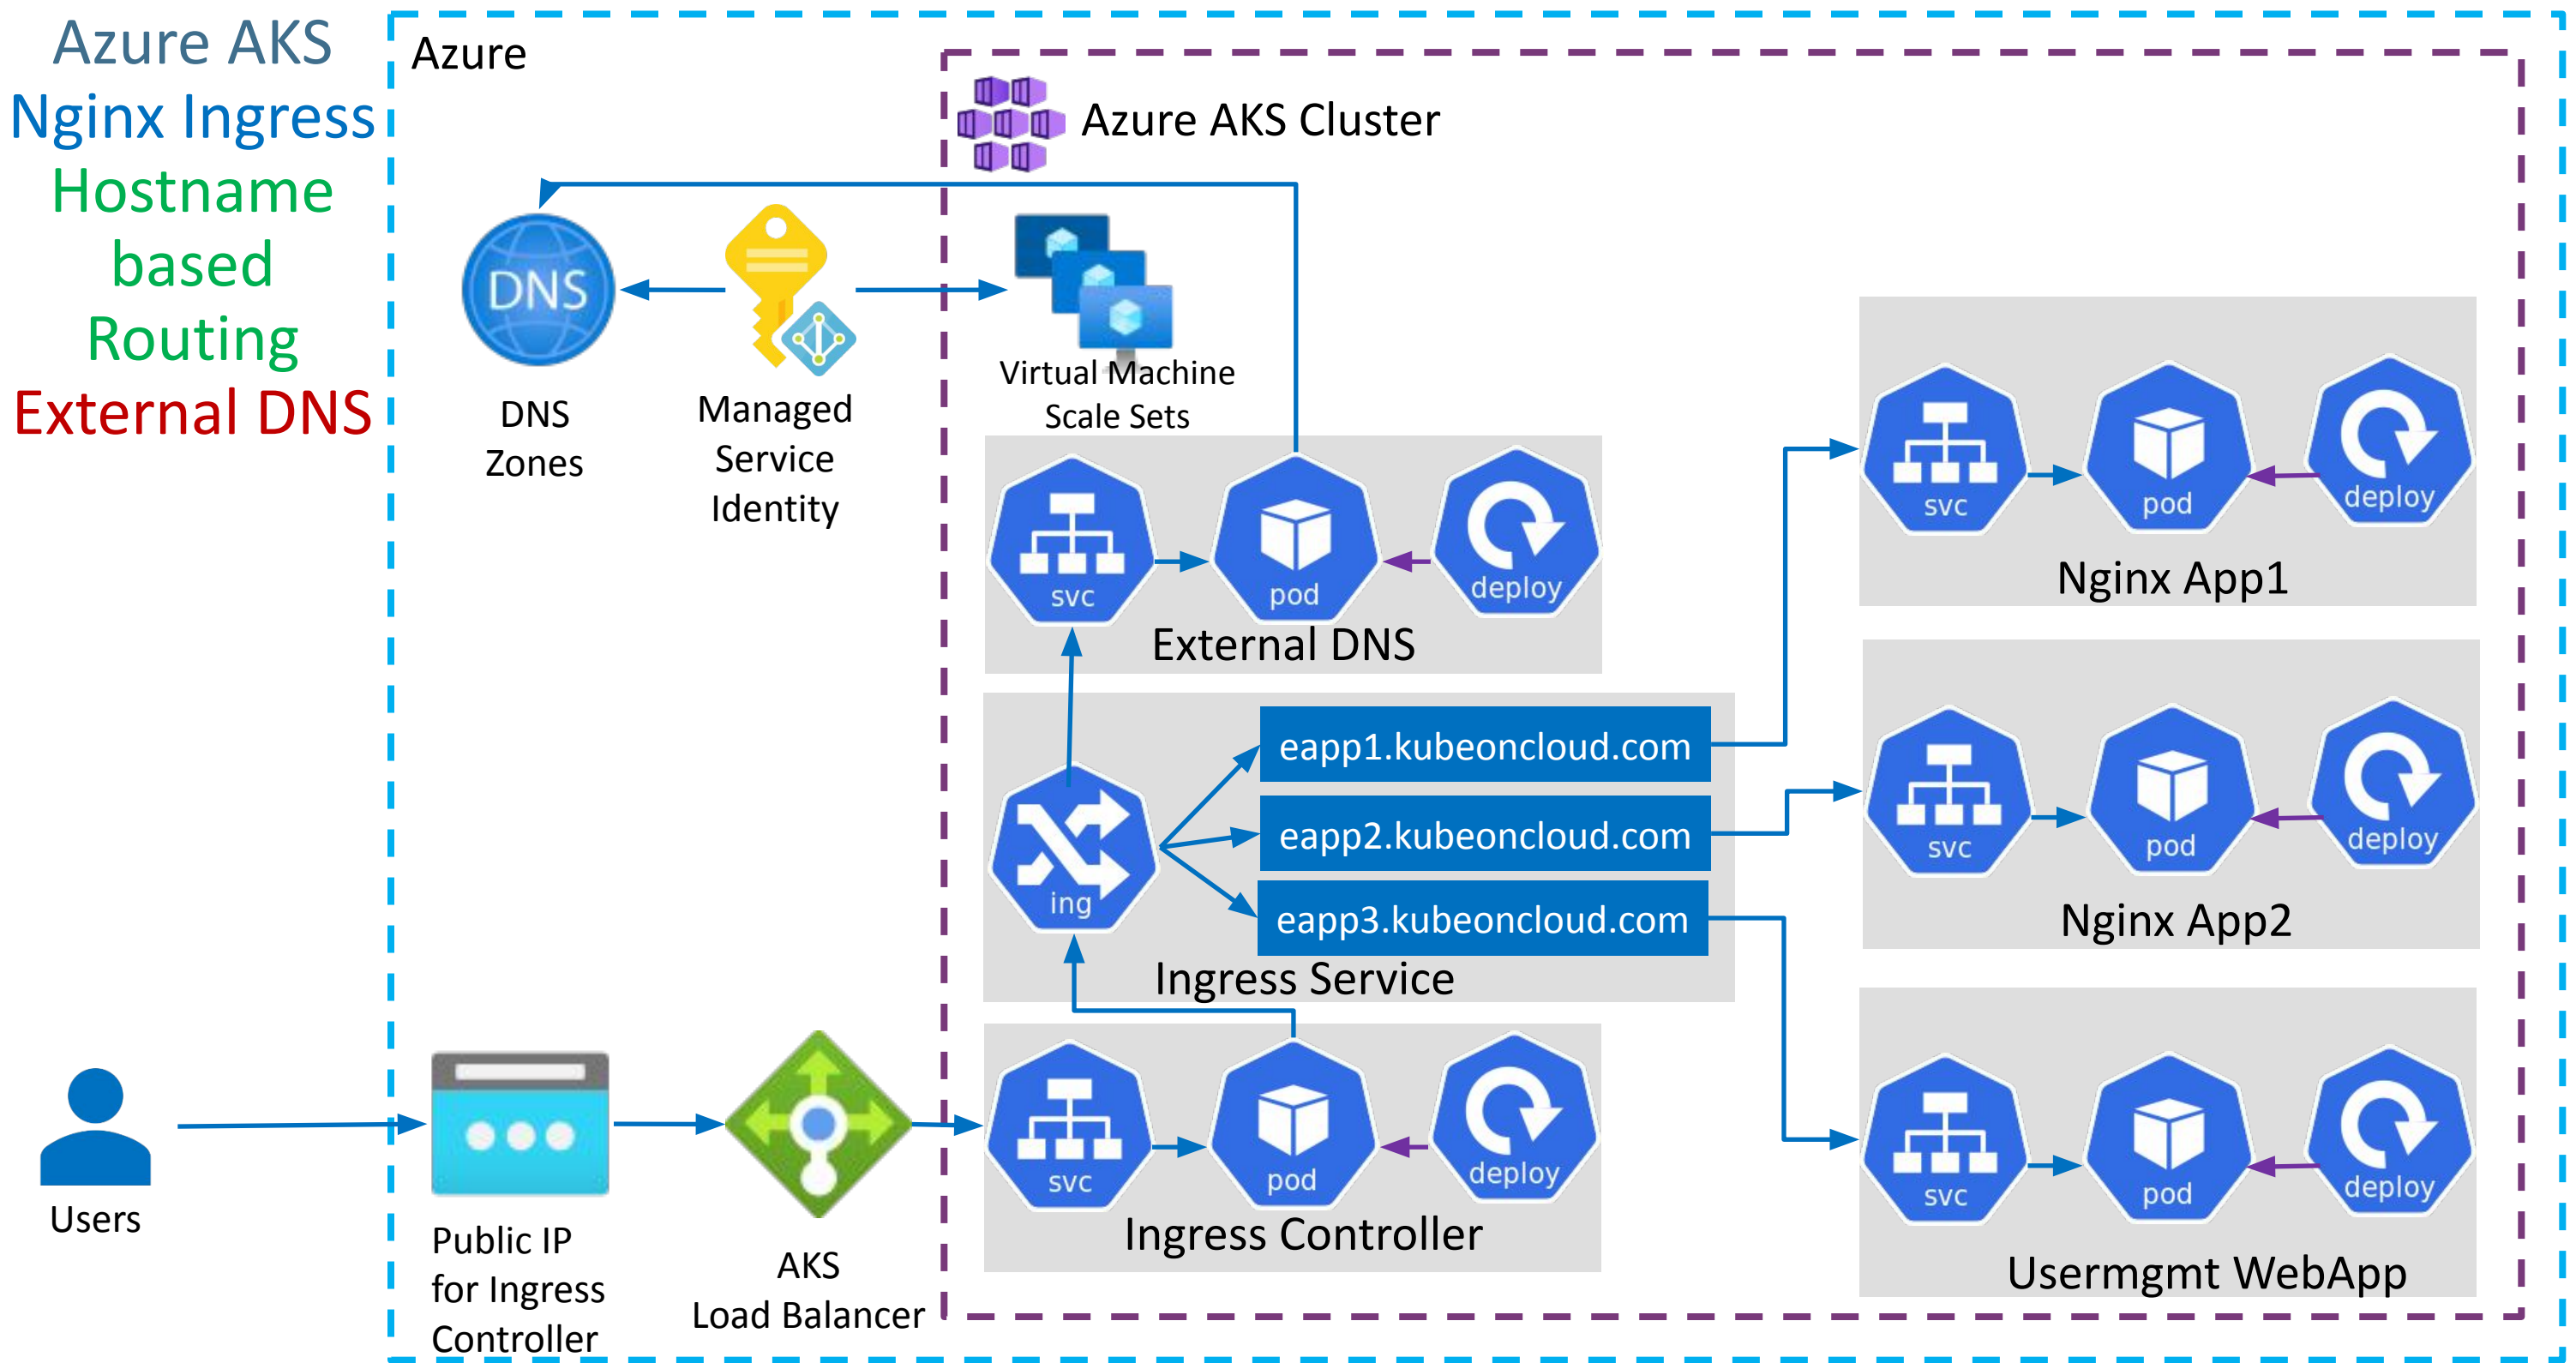 Azure AKS
Nginx Ingress
Hostname
based
Routing
External DNS
Azure
Azure AKS Cluster
DNS
DNS
Zones
Managed
Service
Identity
Virtual Machine
Scale Sets
svc
pod
deploy
External DNS
ing
eapp1.kubeoncloud.com
eapp2.kubeoncloud.com
eapp3.kubeoncloud.com
Ingress Service
svc
pod
deploy
Nginx App1
svc
pod
deploy
Nginx App2
svc
pod
deploy
Usermgmt WebApp
Users
Public IP
for Ingress
Controller
AKS
Load Balancer
svc
pod
deploy
Ingress Controller